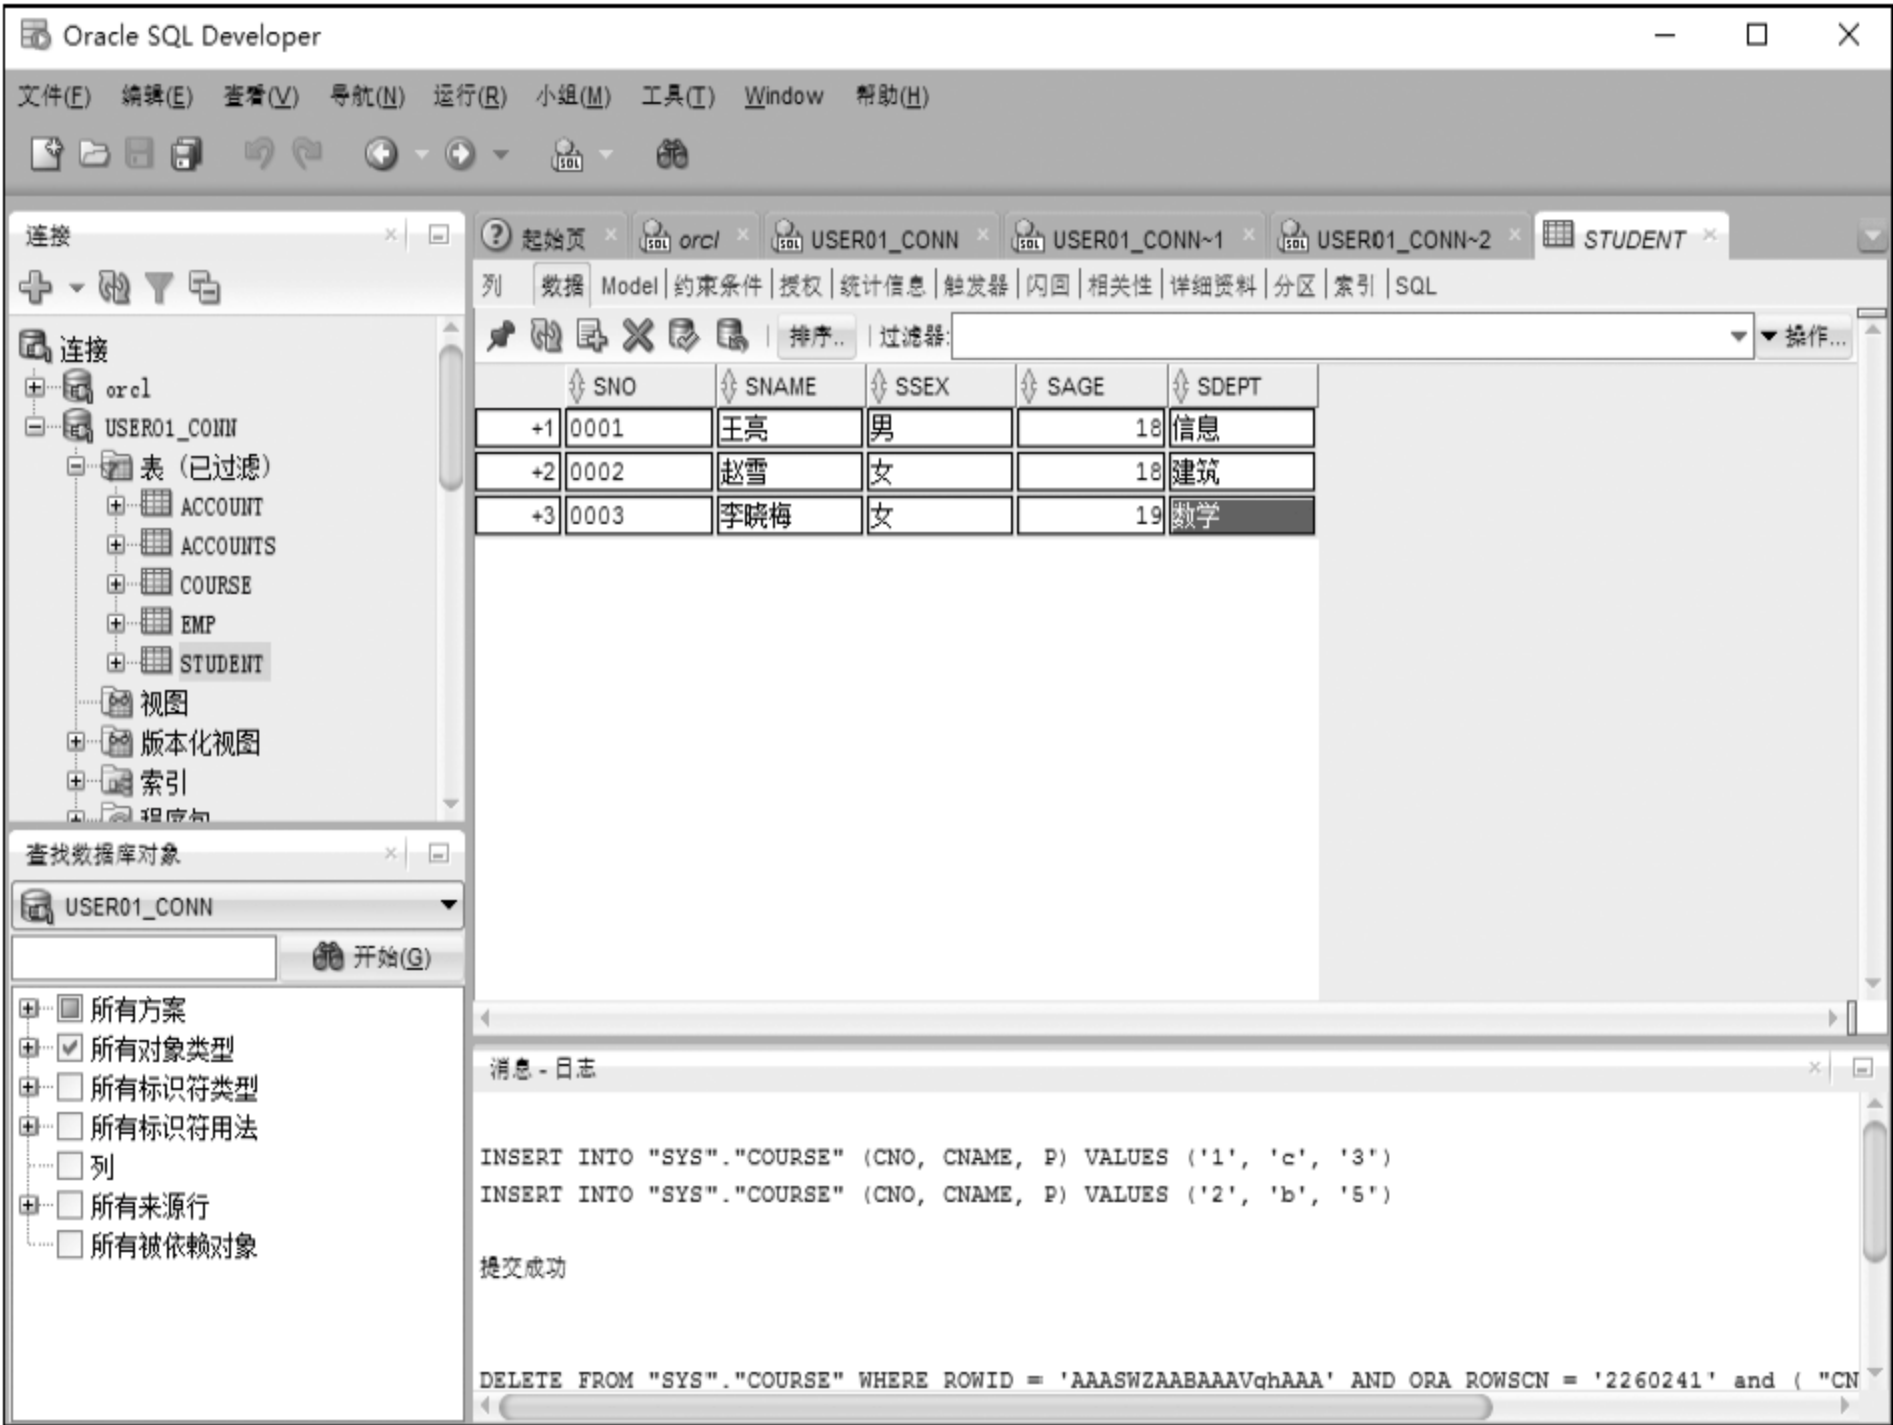 Oracle SQL Developer
文件(F) 编辑(E) 查看(V) 导航(N) 运行(R) 小组(M) 工具(T) Window 帮助(H)
连接
连接
orcl
USER01_CONN
表 (已过滤)
ACCOUNT
ACCOUNTS
COURSE
EMP
STUDENT
视图
版本化视图
索引
程序包
查找数据库对象
USER01_CONN
开始(G)
所有方案
所有对象类型
所有标识符类型
所有标识符用法
列
所有来源行
所有被依赖对象
起始页 orcl USER01_CONN USER01_CONN~1 USER01_CONN~2 STUDENT
列 数据 Model 约束条件 授权 统计信息 触发器 闪回 相关性 详细资料 分区 索引 SQL
排序.. 过滤器: 操作...
SNO SNAME SSEX SAGE SDEPT
+1 0001 王亮 男 18 信息
+2 0002 赵雪 女 18 建筑
+3 0003 李晓梅 女 19 数学
消息 - 日志
INSERT INTO "SYS"."COURSE" (CNO, CNAME, P) VALUES ('1', 'c', '3')
INSERT INTO "SYS"."COURSE" (CNO, CNAME, P) VALUES ('2', 'b', '5')
提交成功
DELETE FROM "SYS"."COURSE" WHERE ROWID = 'AAASWZAABAAAVqhAAA' AND ORA_ROWSCN = '2260241' and ( "CN